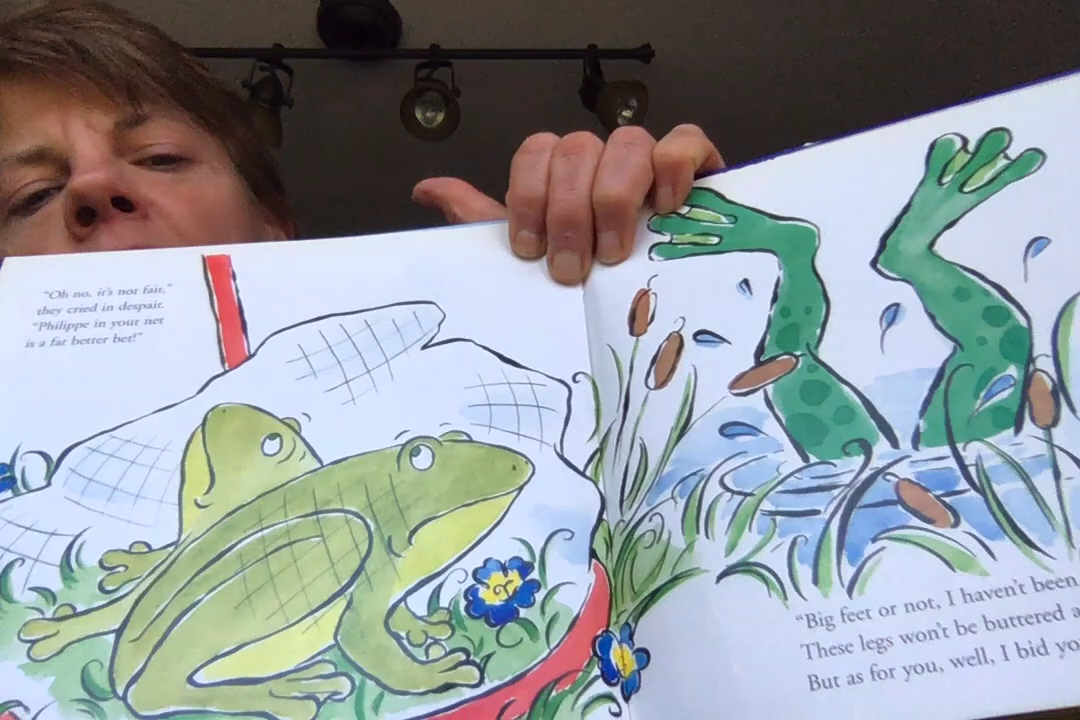 “Oh no, it's not fair,”
they cried in despair.
“Philippe in your net
is a far better bet!”
“Big feet or not, I haven't been
These legs won't be buttered
But as for you, well, I bid